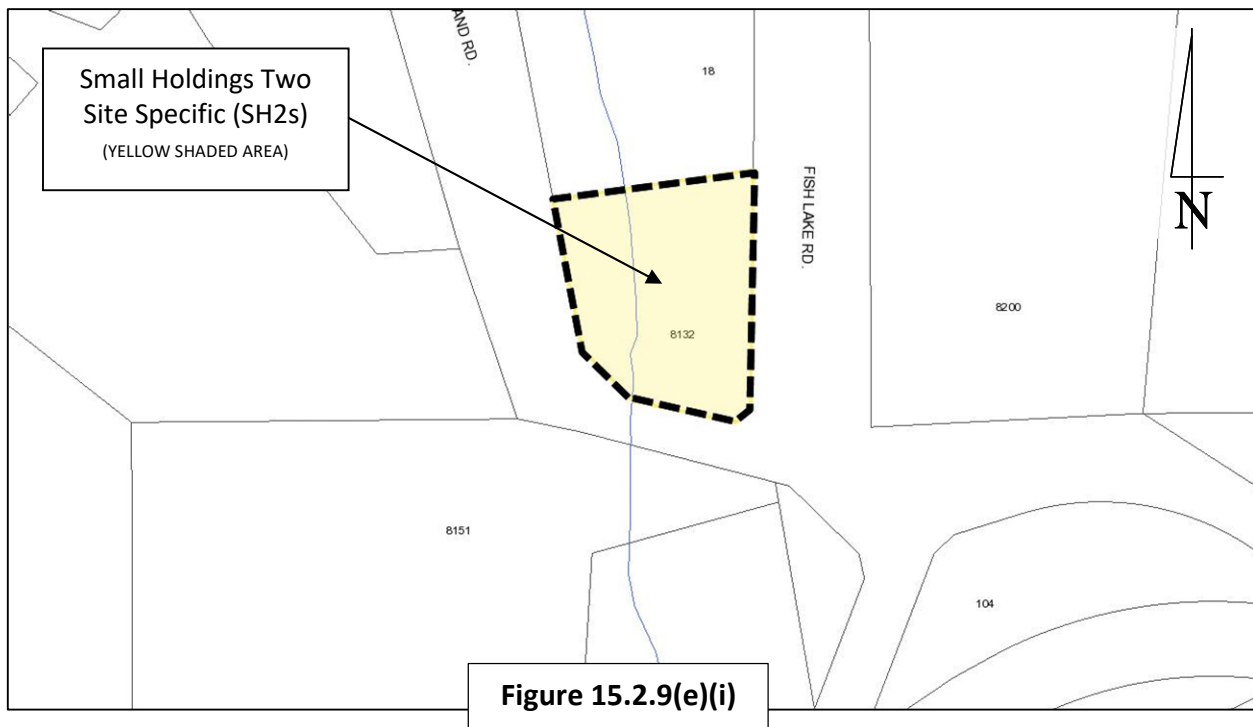 AND RD.
18
Small Holdings Two
Site Specific (SH2s)
(YELLOW SHADED AREA)
FISH LAKE RD.
N
8200
8132
8151
104
Figure 15.2.9(e)(i)